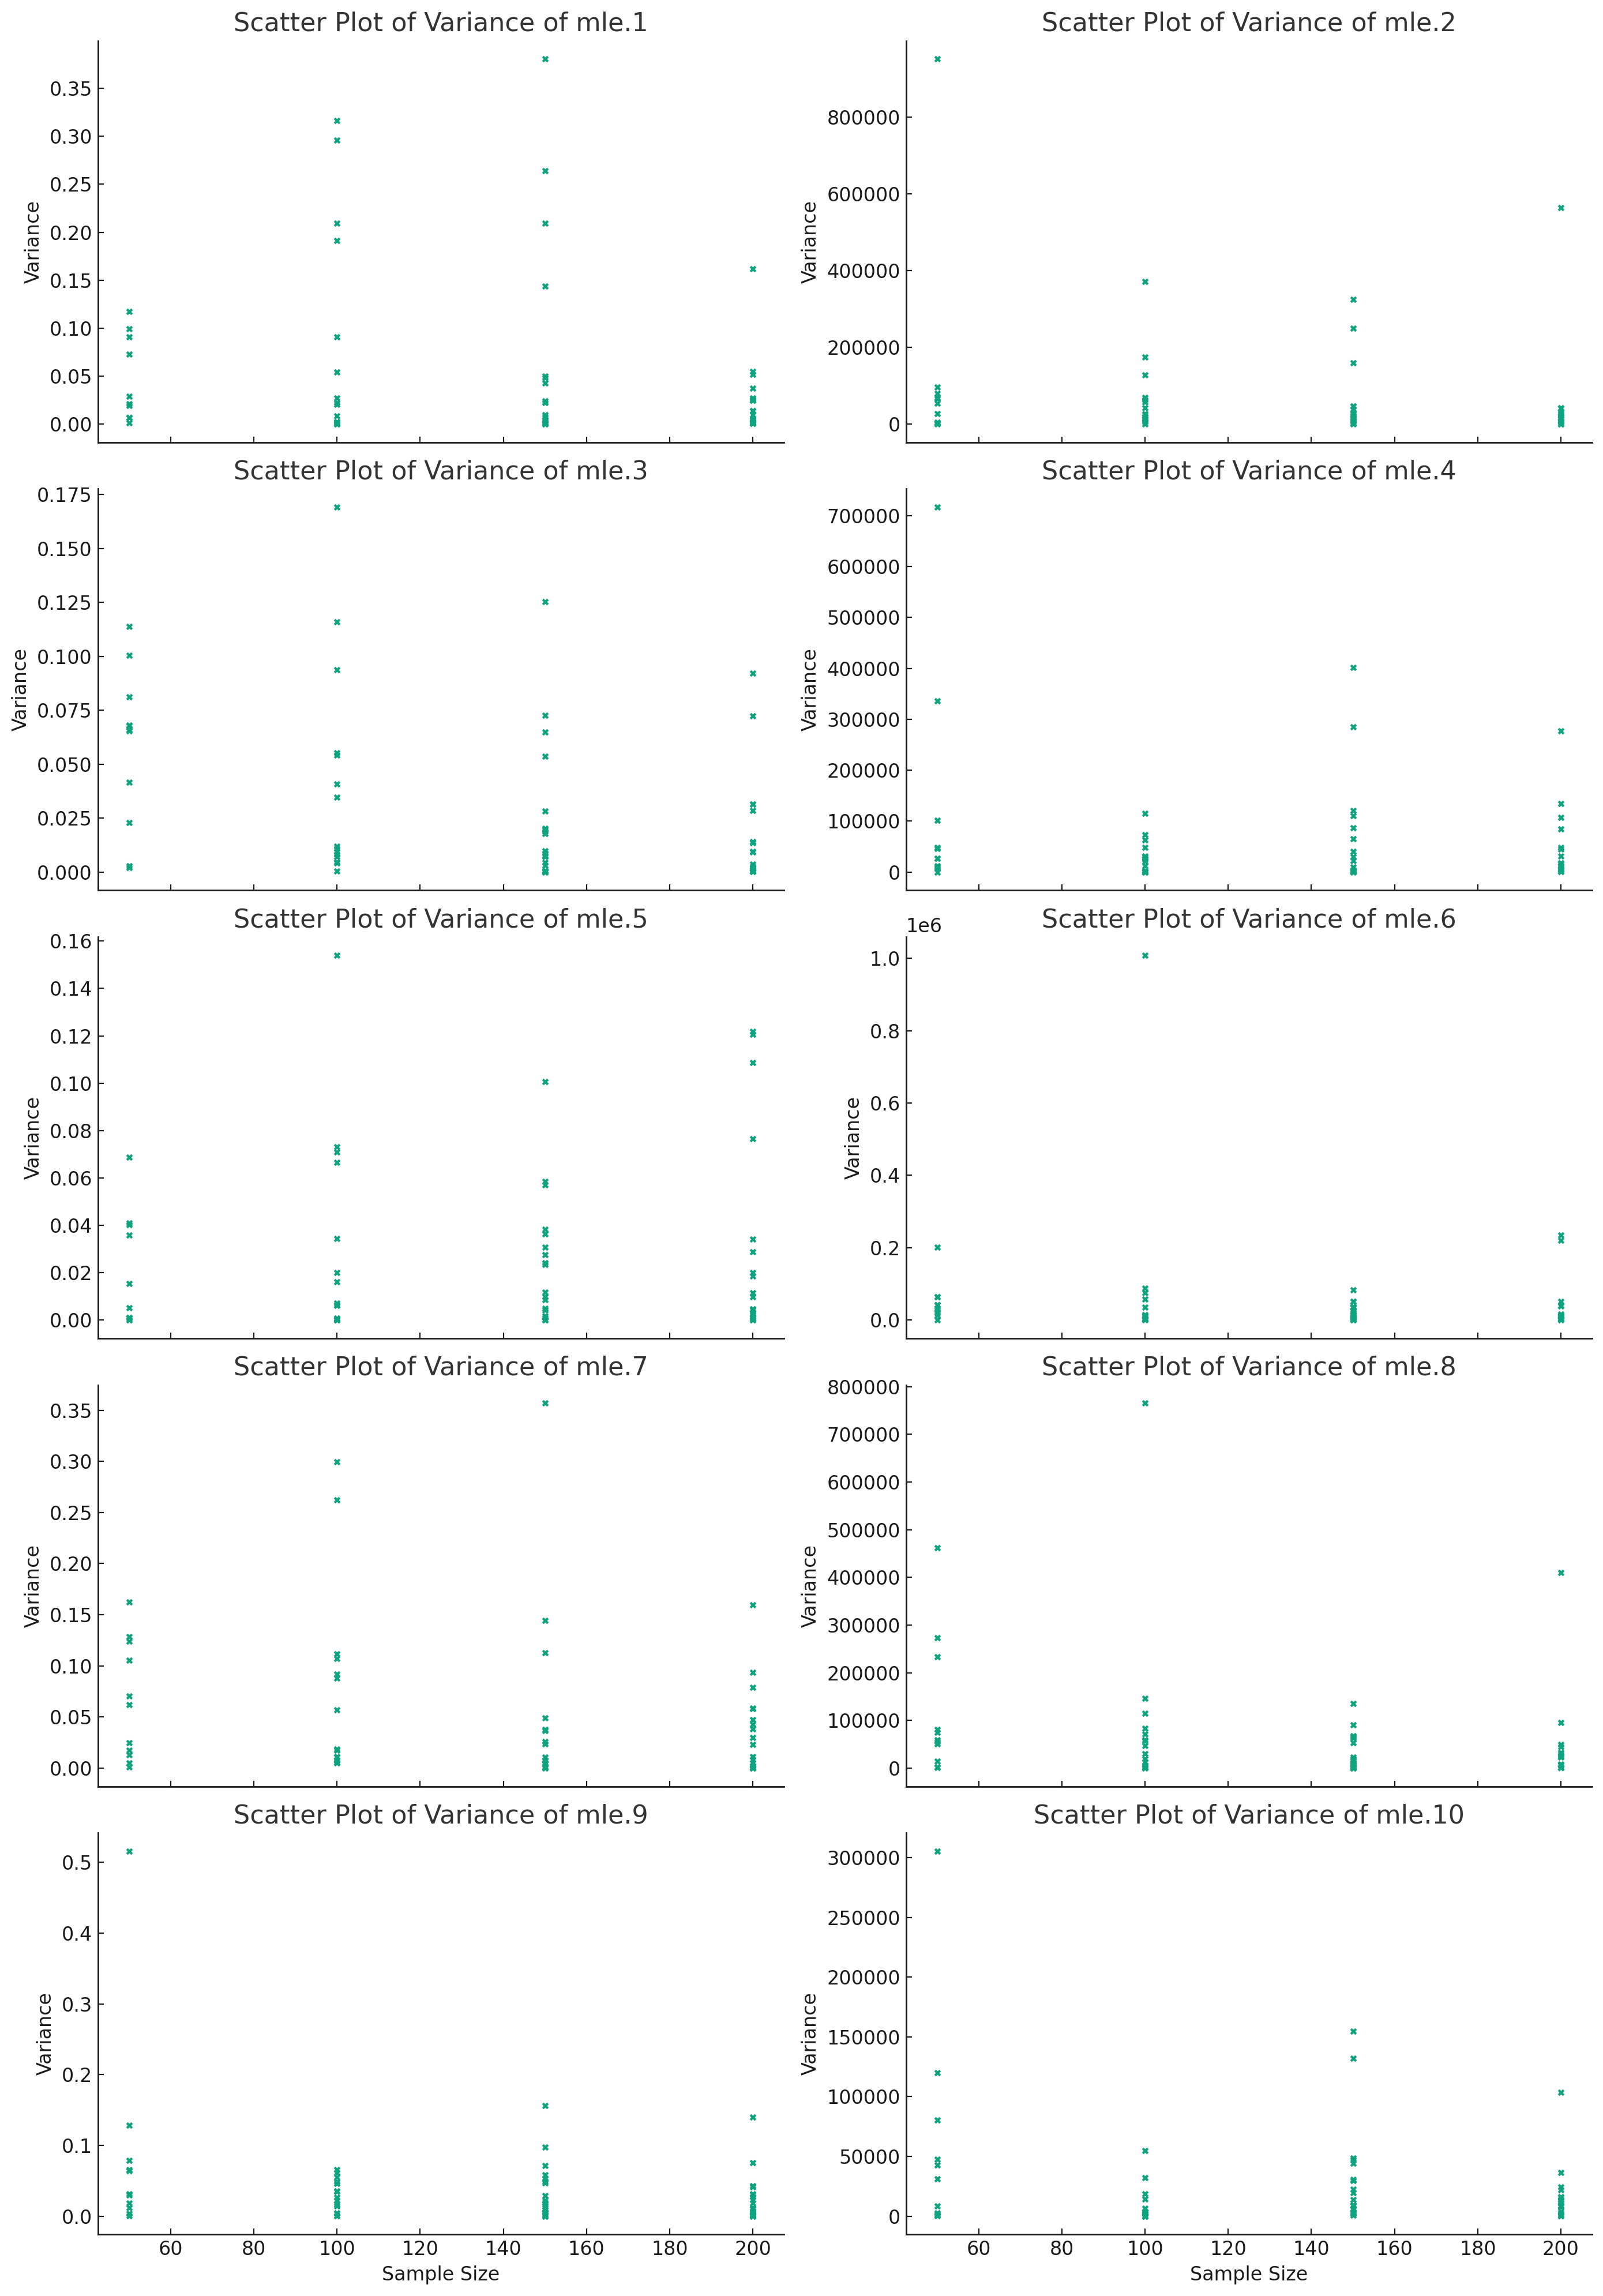 Scatter Plot of Variance of mle.1
0.35
0.30
0.25
0.20
0.15
0.10
0.05
0.00
Variance
Scatter Plot of Variance of mle.2
800000
600000
400000
200000
0
Variance
Scatter Plot of Variance of mle.3
0.175
0.150
0.125
0.100
0.075
0.050
0.025
0.000
Variance
Scatter Plot of Variance of mle.4
700000
600000
500000
400000
300000
200000
100000
0
Variance
Scatter Plot of Variance of mle.5
0.16
0.14
0.12
0.10
0.08
0.06
0.04
0.02
0.00
Variance
Scatter Plot of Variance of mle.6
1e6
1.0
0.8
0.6
0.4
0.2
0.0
Variance
Scatter Plot of Variance of mle.7
0.35
0.30
0.25
0.20
0.15
0.10
0.05
0.00
Variance
Scatter Plot of Variance of mle.8
800000
700000
600000
500000
400000
300000
200000
100000
0
Variance
Scatter Plot of Variance of mle.9
0.5
0.4
0.3
0.2
0.1
0.0
Variance
60 80 100 120 140 160 180 200
Sample Size
Scatter Plot of Variance of mle.10
300000
250000
200000
150000
100000
50000
0
Variance
60 80 100 120 140 160 180 200
Sample Size